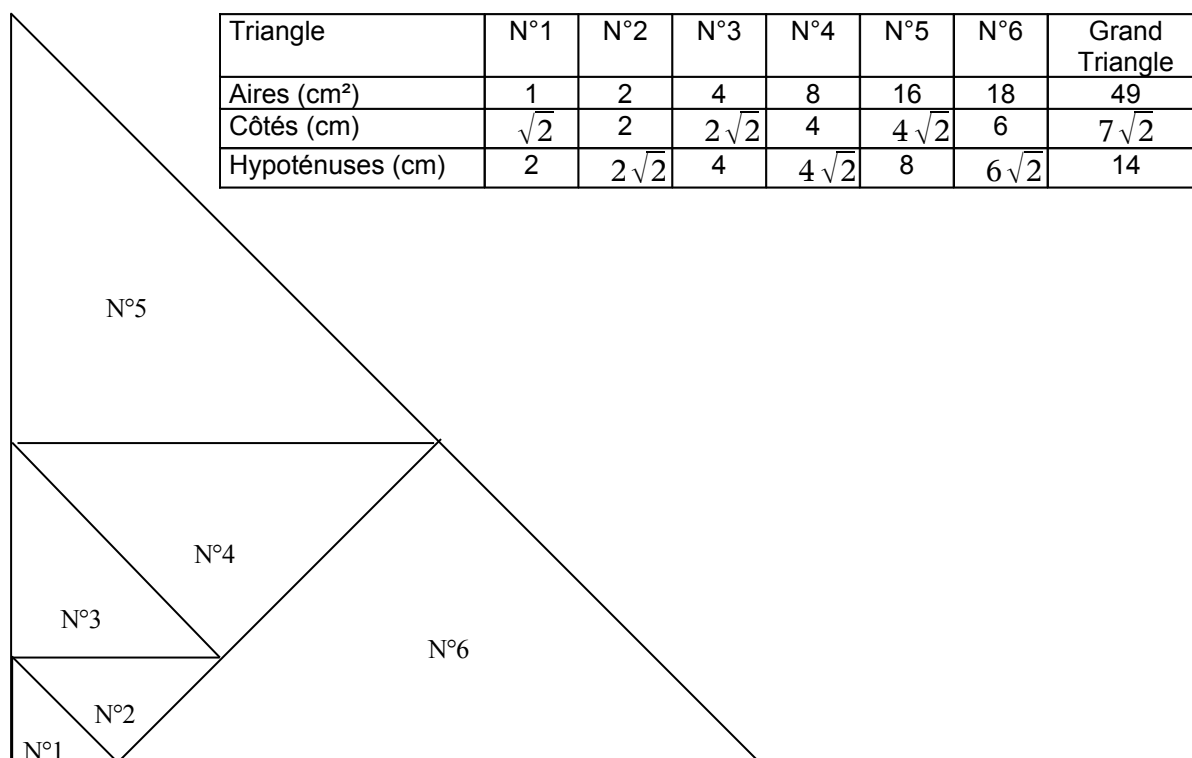 Triangle N°1 N°2 N°3 N°4 N°5 N°6 Grand Triangle
Aires (cm²) 1 2 4 8 16 18 49
Côtés (cm) √2 2 2√2 4 4√2 6 7√2
Hypoténuses (cm) 2 2√2 4 4√2 8 6√2 14
N°5
N°4
N°3
N°6
N°2
N°1